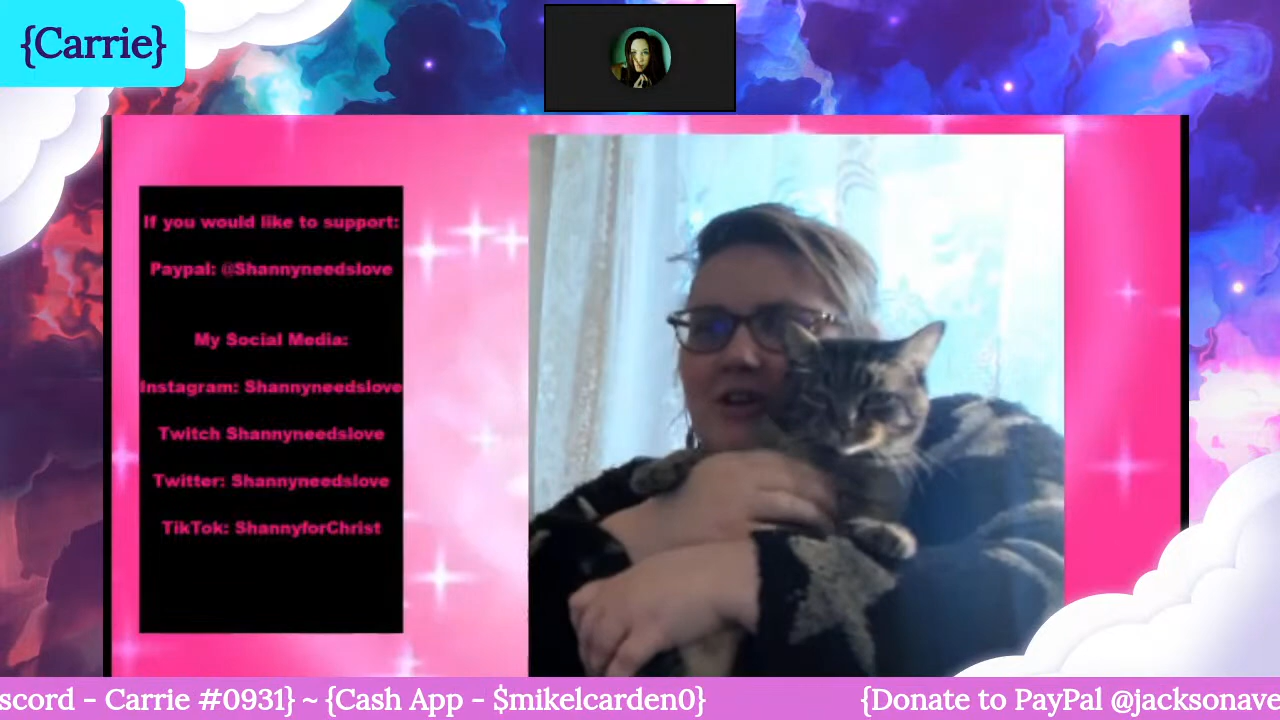 {Carrie}
If you would like to support:
Paypal: @Shannyneedslove
My Social Media:
Instagram: Shannyneedslove
Twitch Shannyneedslove
Twitter: Shannyneedslove
TikTok: ShannyforChrist
scord - Carrie #0931} ~ {Cash App - $mikelcarden0} {Donate to PayPal @jacksonave